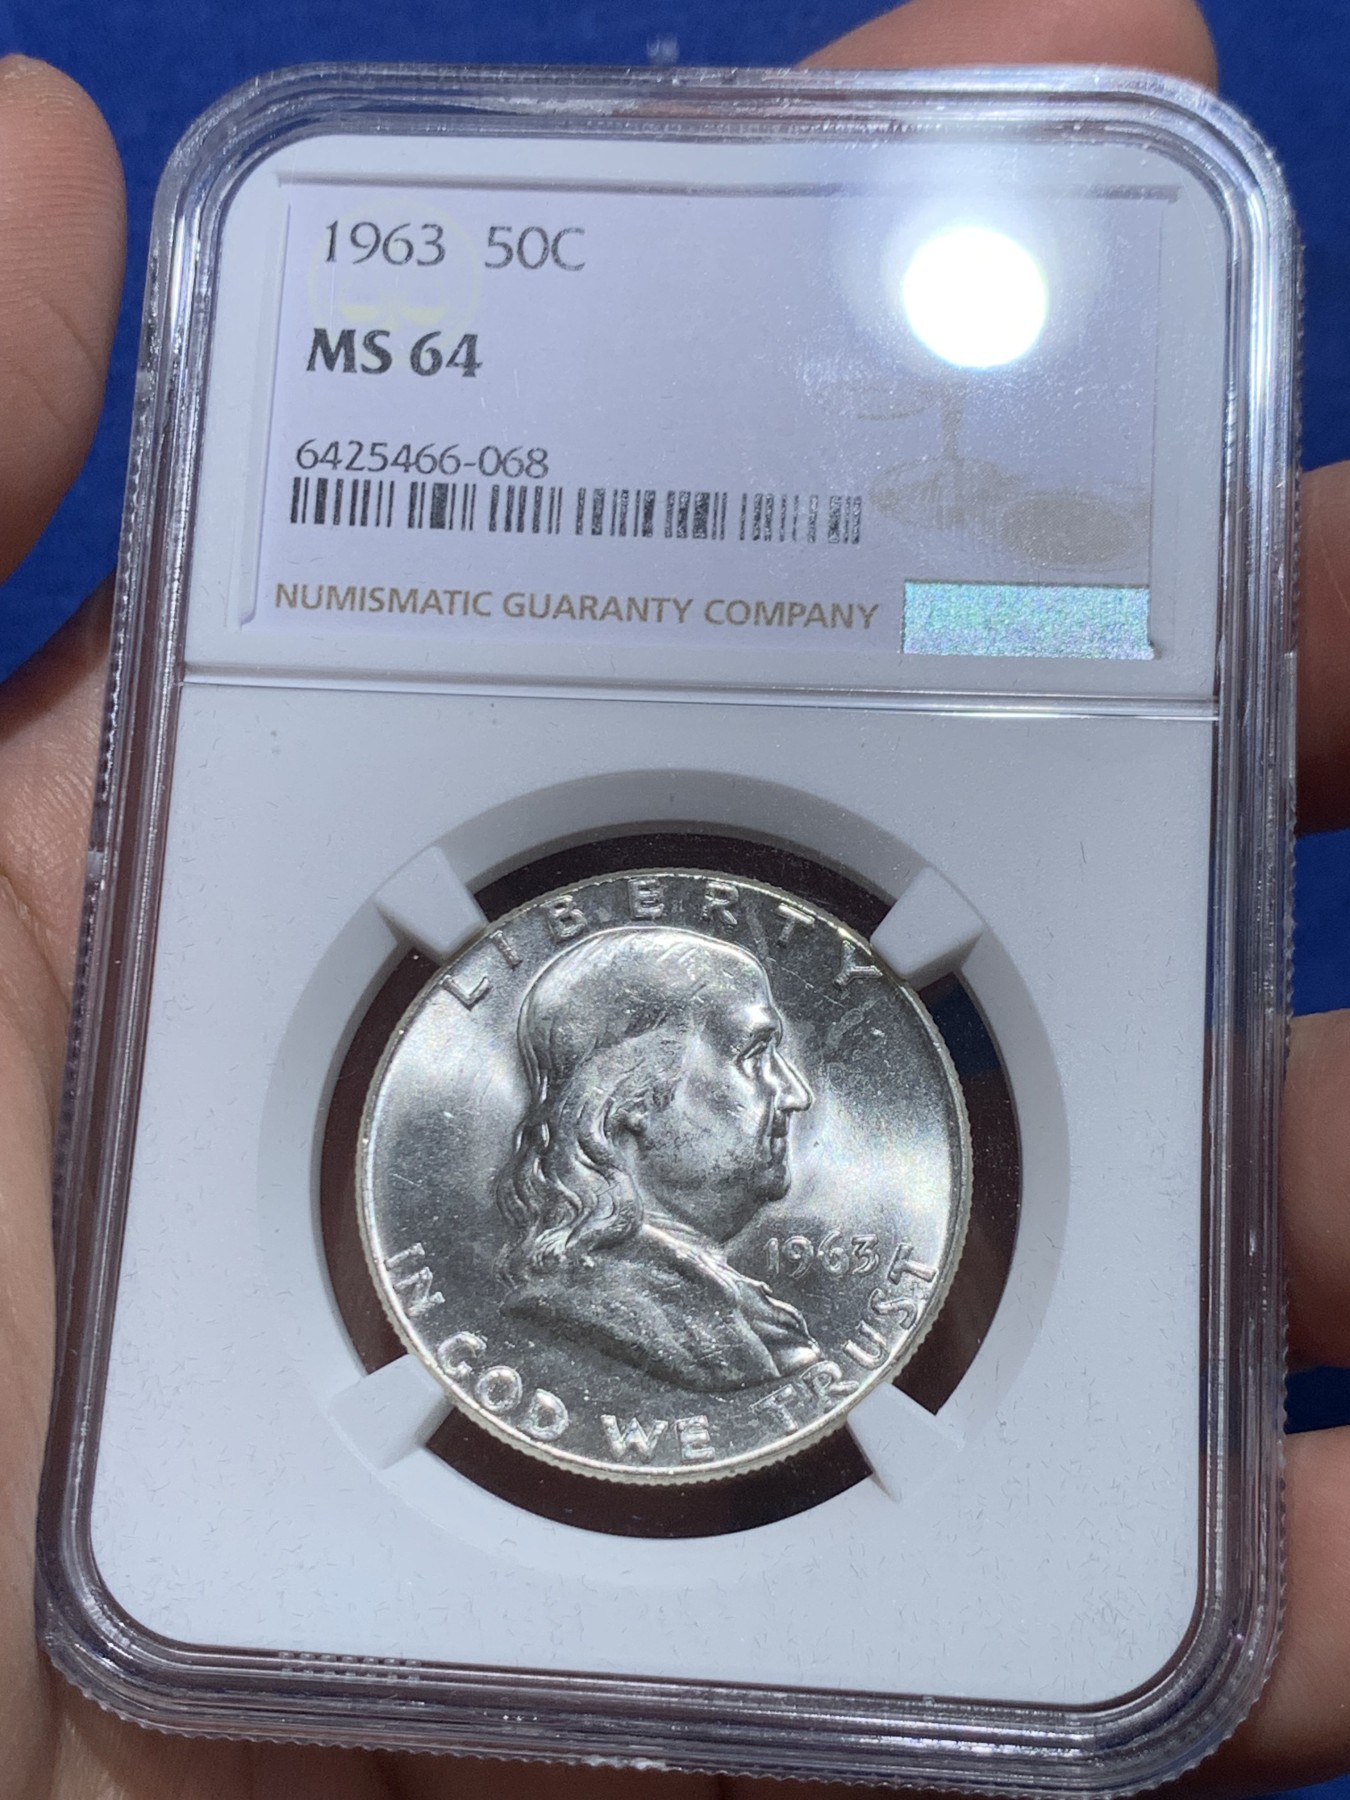 1963 50C
MS 64
6425466-068
NUMISMATIC GUARANTY COMPANY
LIBERTY
1963
IN GOD WE TRUST